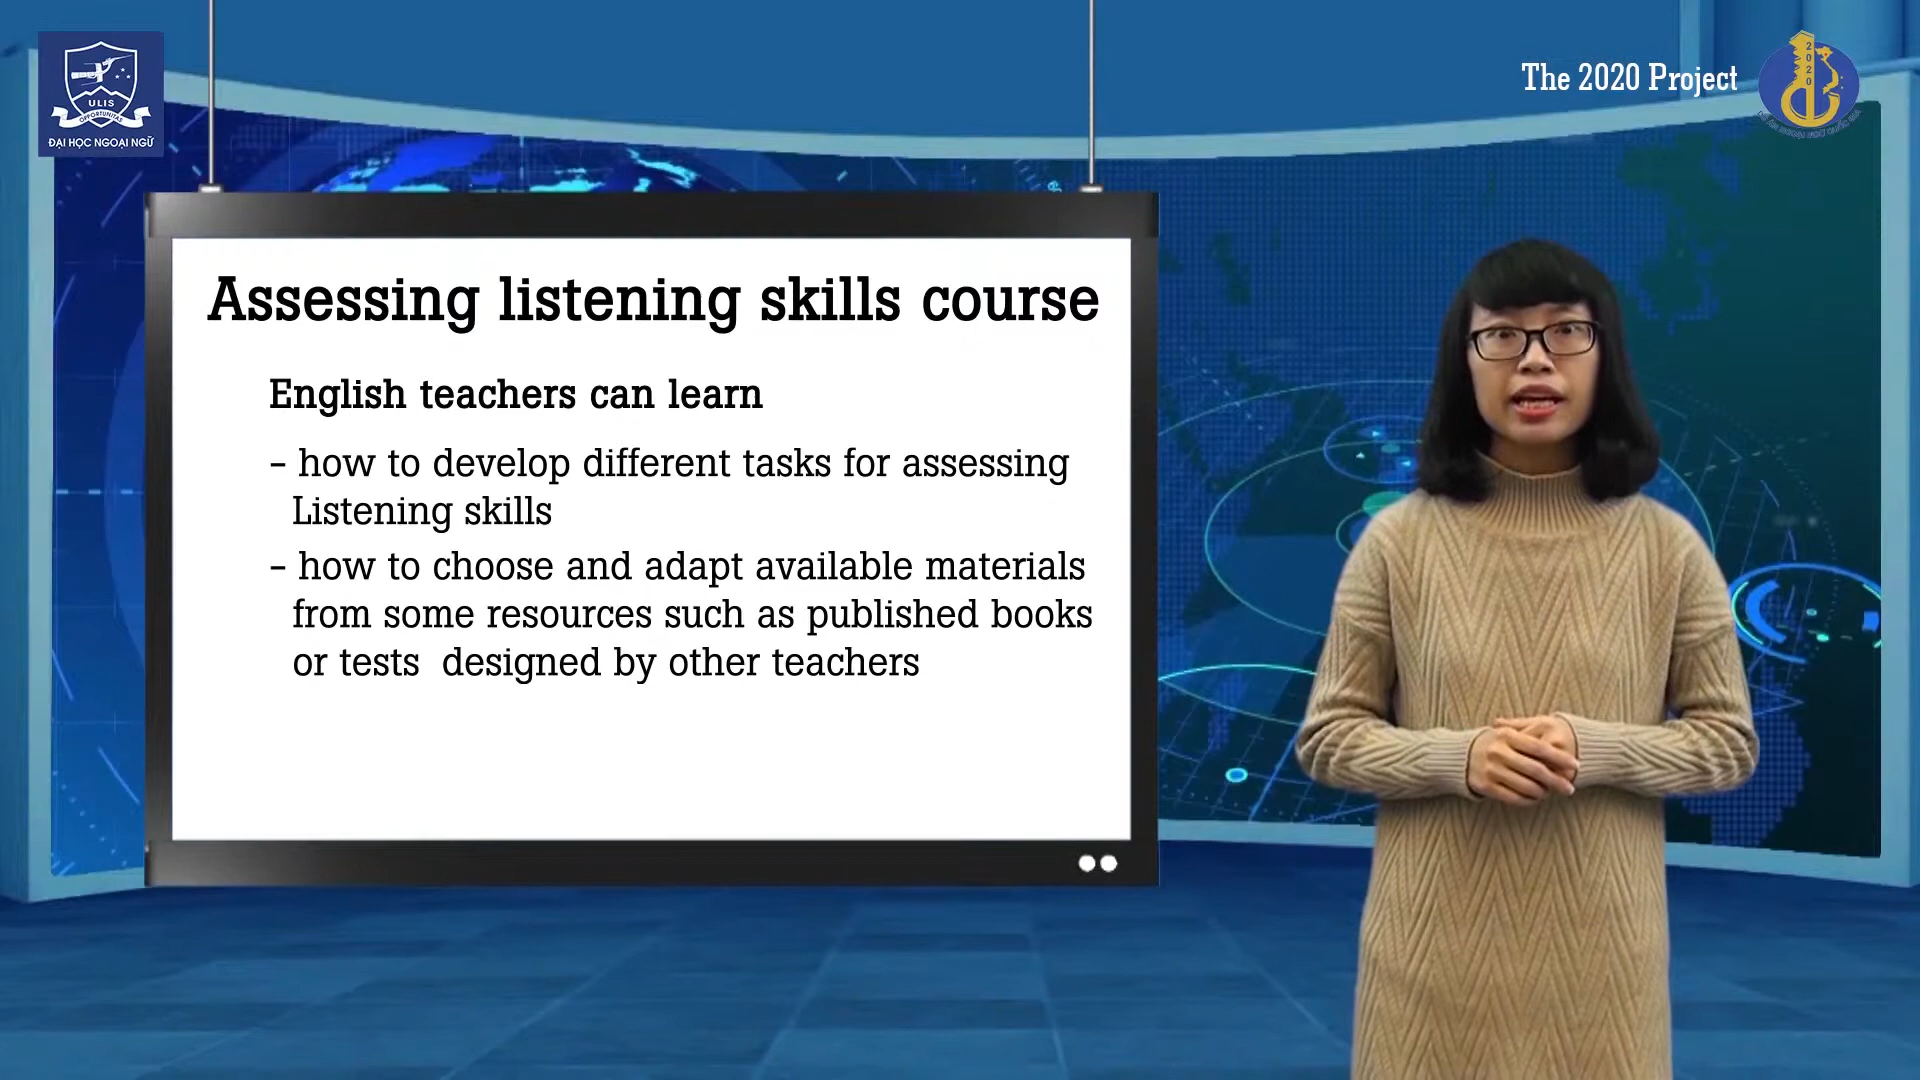 ULIS
OPPORTUNITAS
ĐẠI HỌC NGOẠI NGỮ
The 2020 Project
2020
Assessing listening skills course
English teachers can learn
– how to develop different tasks for assessing
Listening skills
– how to choose and adapt available materials
from some resources such as published books
or tests designed by other teachers